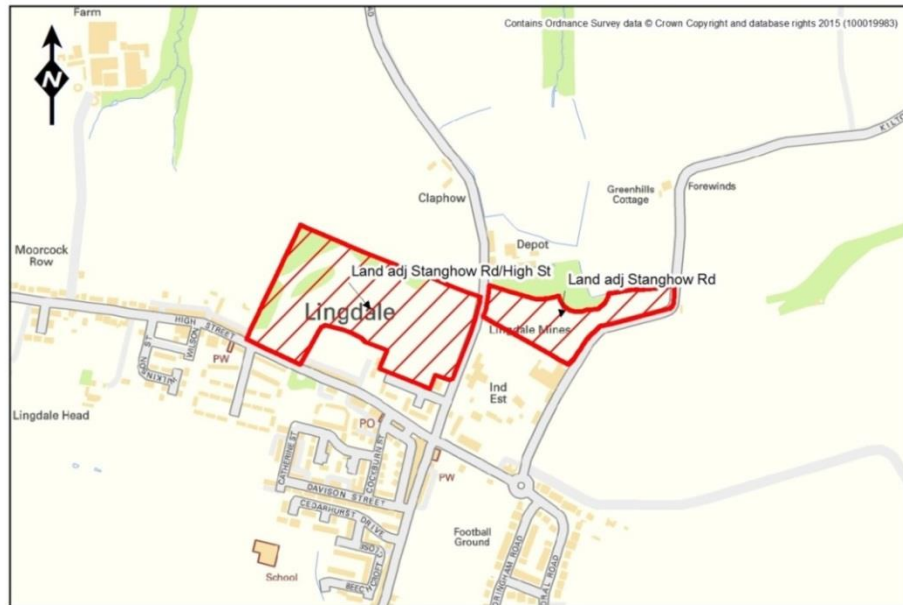 Contains Ordnance Survey data © Crown Copyright and database rights 2015 (100019983)
Farm
N
Claphow
Greenhills
Cottage
Forewinds
KILTO
Moorcock
Row
Depot
Land adj Stanghow Rd/High St
Land adj Stanghow Rd
Lingdale
Lingdale Mines
HIGH STREET
WILSON
PW
Lingdale Head
Ind
Est
PO
CATHERINE ST
COCKBURN ST
PW
DAVISON STREET
CEDARHURST DRIVE
Football
Ground
School